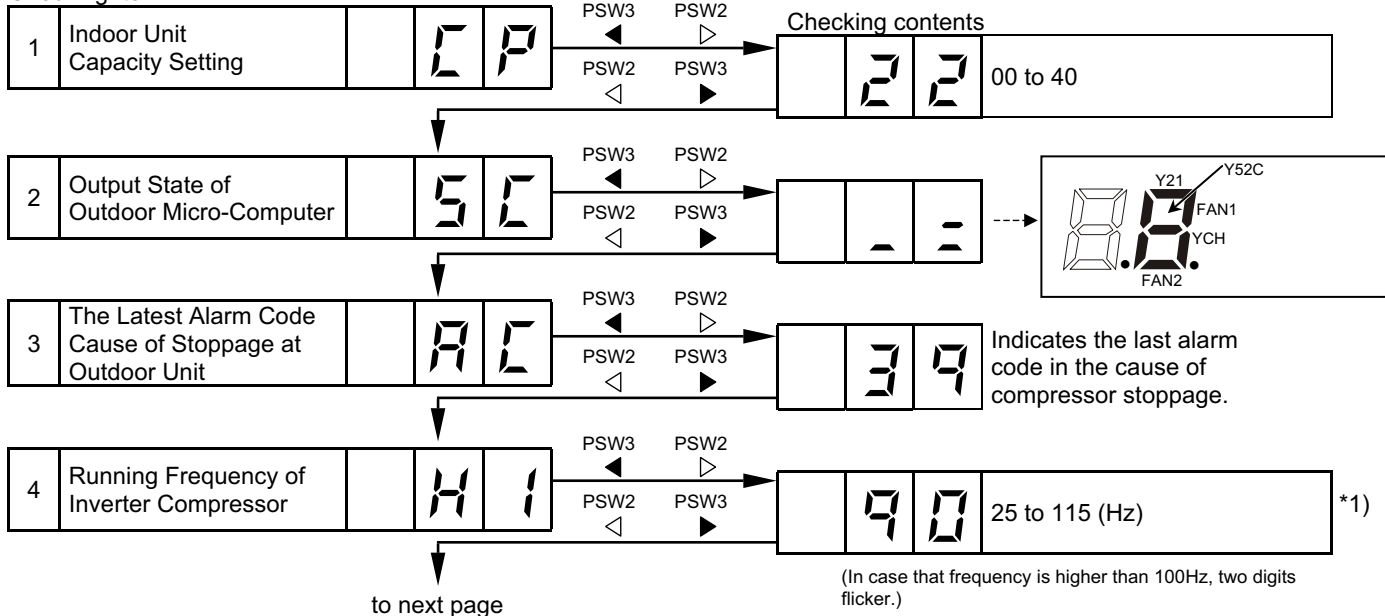 PSW3 PSW2
Checking contents
1 Indoor Unit
Capacity Setting
CP
PSW2 PSW3
22
00 to 40
PSW3 PSW2
2 Output State of
Outdoor Micro-Computer
SC
PSW2 PSW3
Y52C
Y21
FAN1
YCH
FAN2
PSW3 PSW2
3 The Latest Alarm Code
Cause of Stoppage at
Outdoor Unit
AC
PSW2 PSW3
39
Indicates the last alarm
code in the cause of
compressor stoppage.
PSW3 PSW2
4 Running Frequency of
Inverter Compressor
H1
PSW2 PSW3
90
25 to 115 (Hz)
*1)
(In case that frequency is higher than 100Hz, two digits
flicker.)
to next page